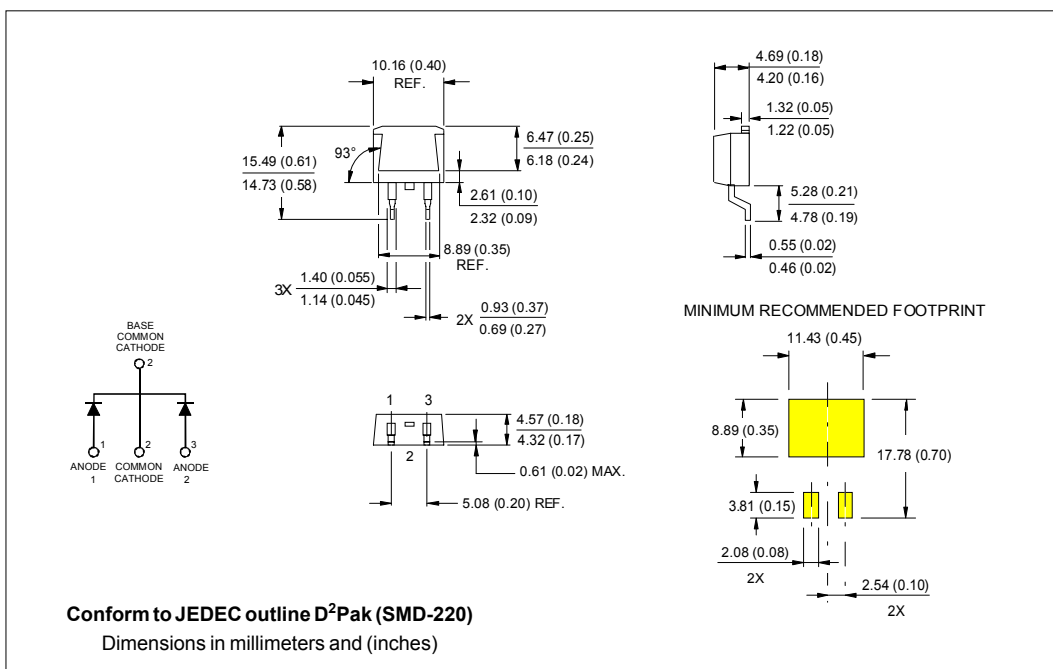 10.16 (0.40)
REF.
15.49 (0.61)
14.73 (0.58)
93°
6.47 (0.25)
6.18 (0.24)
2.61 (0.10)
2.32 (0.09)
8.89 (0.35)
REF.
3X
1.40 (0.055)
1.14 (0.045)
2X
0.93 (0.37)
0.69 (0.27)
4.69 (0.18)
4.20 (0.16)
1.32 (0.05)
1.22 (0.05)
5.28 (0.21)
4.78 (0.19)
0.55 (0.02)
0.46 (0.02)
BASE
COMMON
CATHODE
2
1
2
3
ANODE
1
COMMON
CATHODE
ANODE
2
1
3
2
4.57 (0.18)
4.32 (0.17)
0.61 (0.02) MAX.
5.08 (0.20) REF.
MINIMUM RECOMMENDED FOOTPRINT
11.43 (0.45)
8.89 (0.35)
17.78 (0.70)
3.81 (0.15)
2.08 (0.08)
2X
2.54 (0.10)
2X
Conform to JEDEC outline D²Pak (SMD-220)
Dimensions in millimeters and (inches)